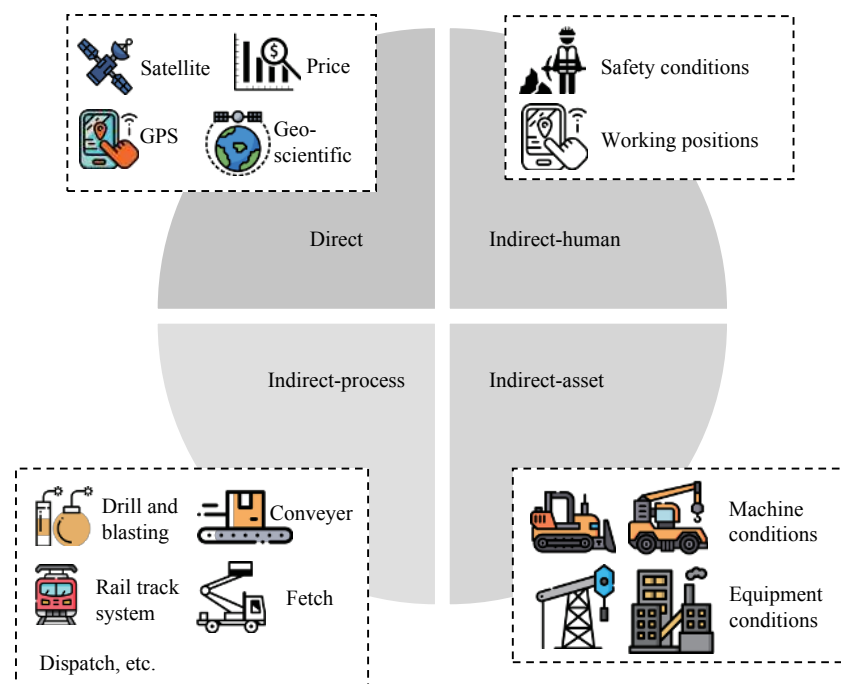 Satellite
Price
GPS
Geo-
scientific
Safety conditions
Working positions
Direct
Indirect-human
Indirect-process
Indirect-asset
Drill and
blasting
Conveyer
Rail track
system
Fetch
Dispatch, etc.
Machine
conditions
Equipment
conditions